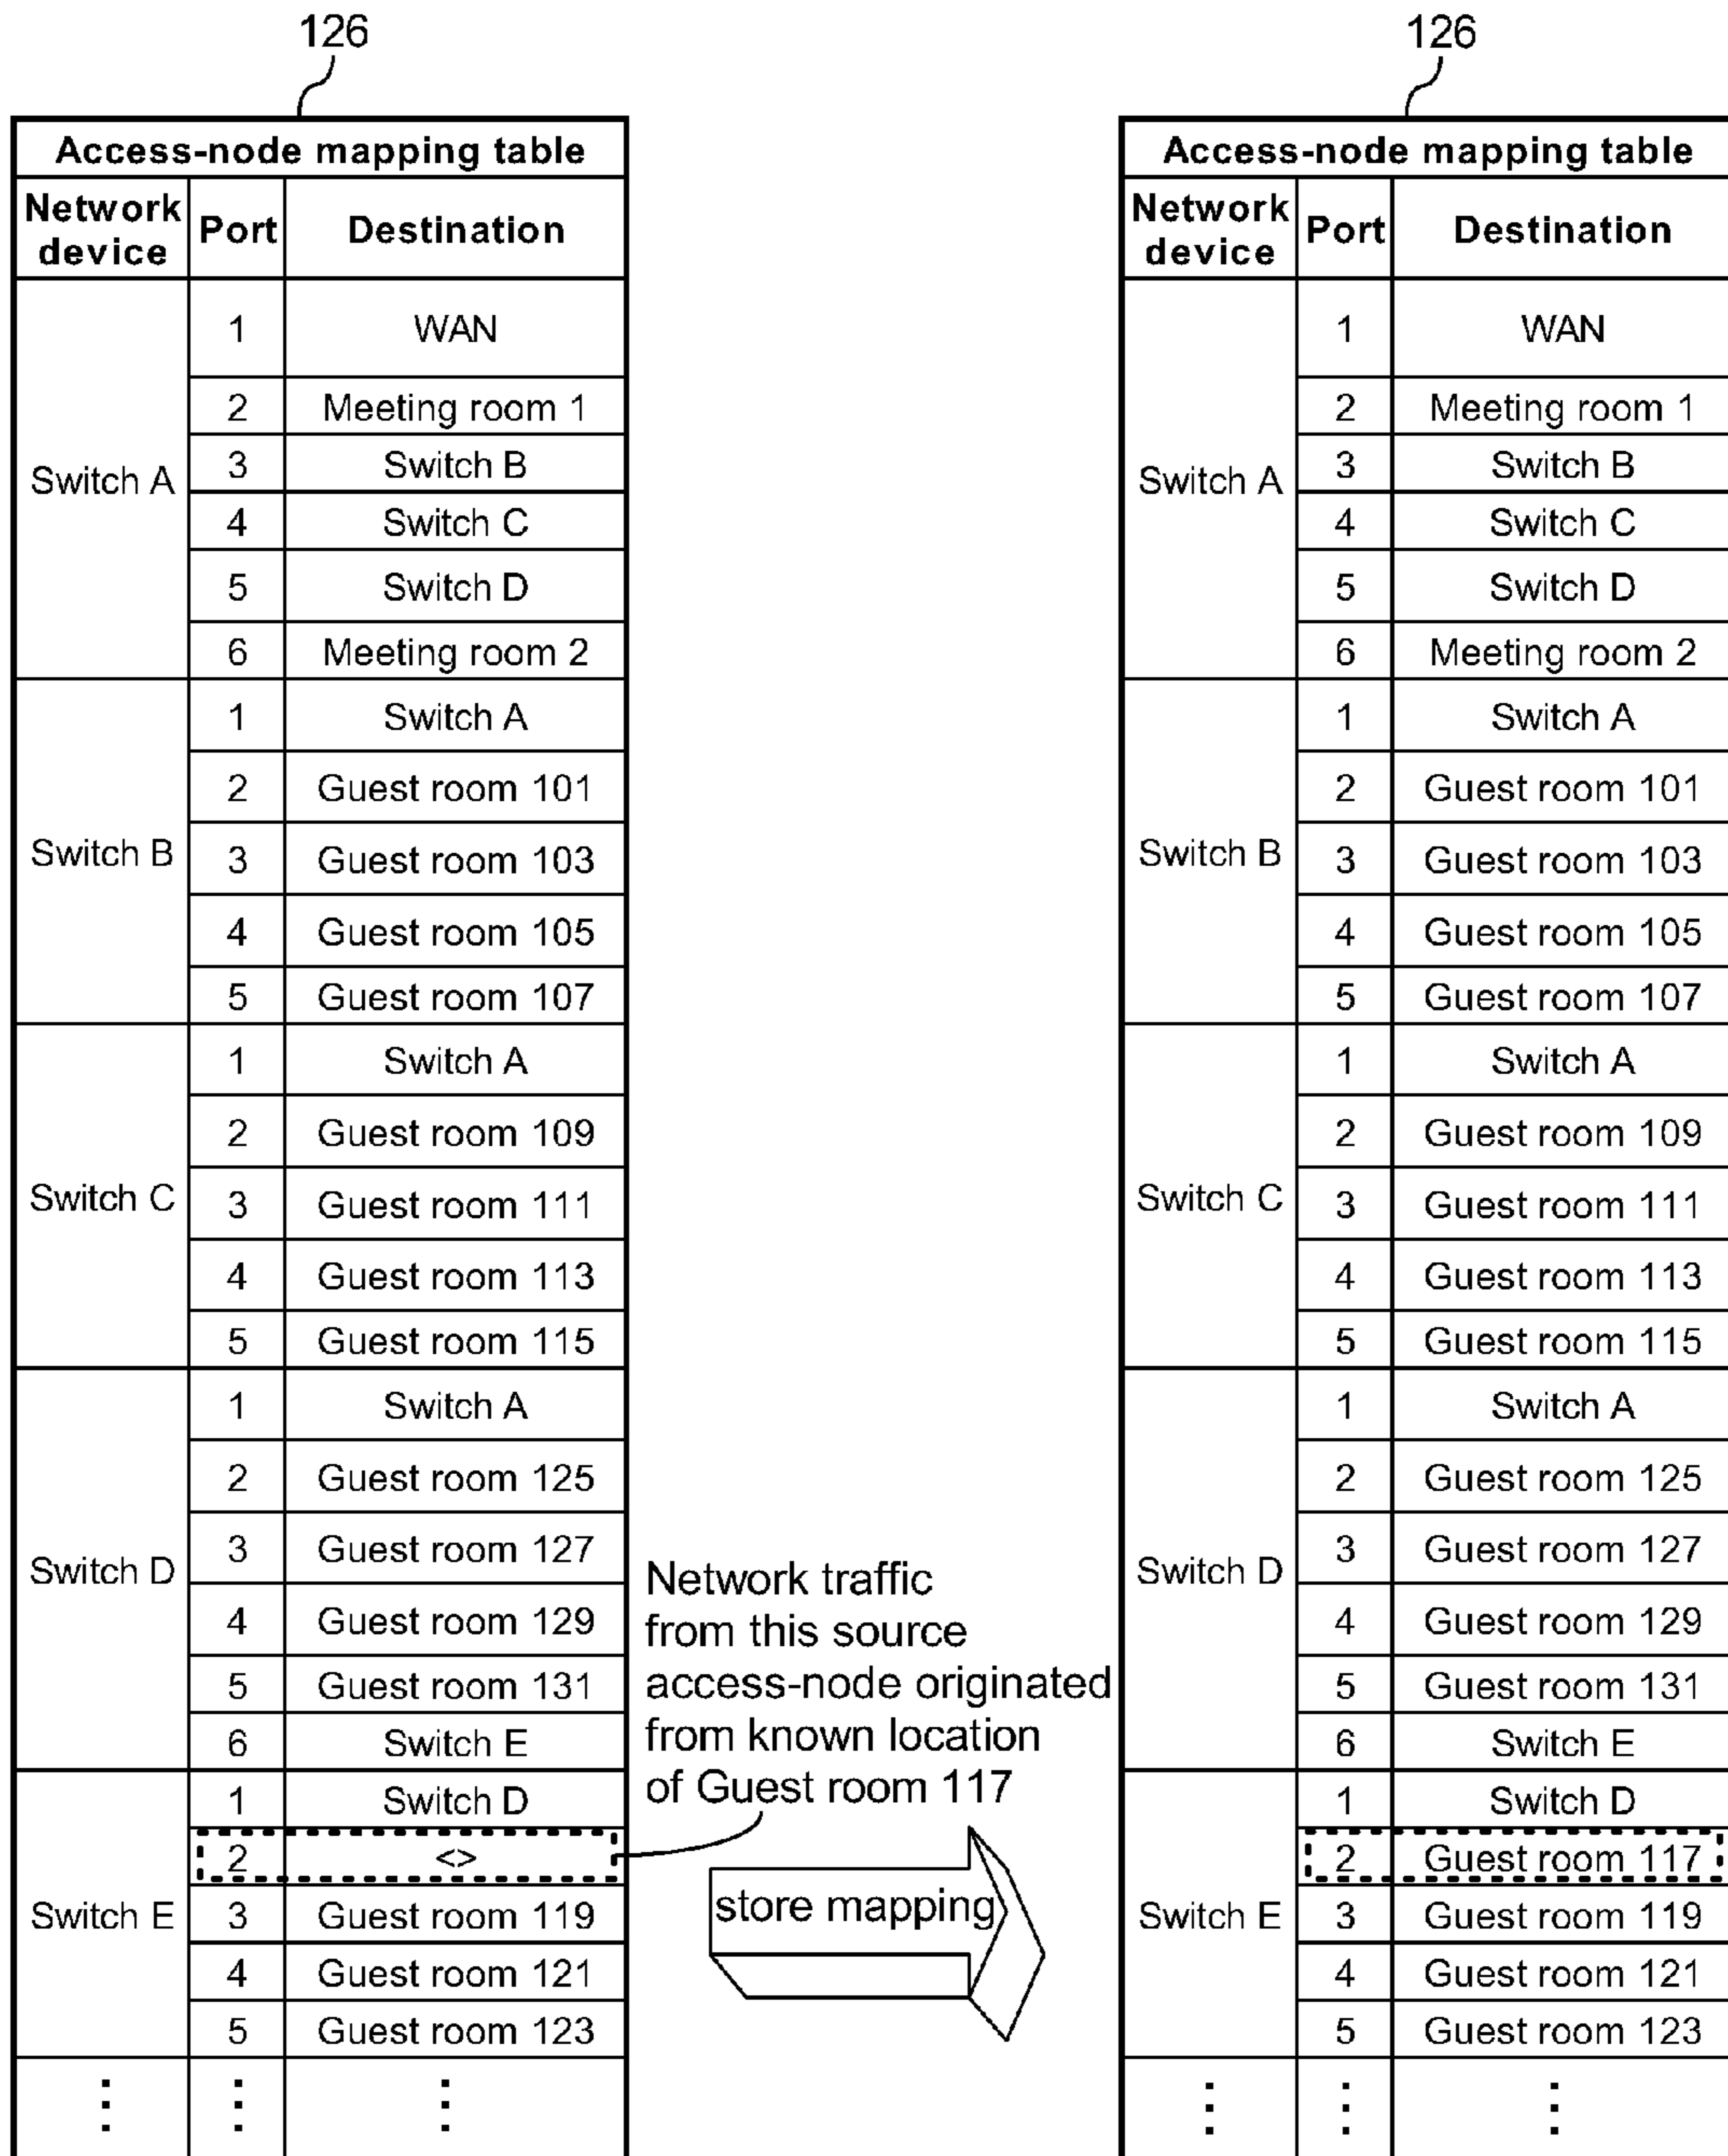 126
Access-node mapping table
Network device Port Destination
Switch A
1 WAN
2 Meeting room 1
3 Switch B
4 Switch C
5 Switch D
6 Meeting room 2
Switch B
1 Switch A
2 Guest room 101
3 Guest room 103
4 Guest room 105
5 Guest room 107
Switch C
1 Switch A
2 Guest room 109
3 Guest room 111
4 Guest room 113
5 Guest room 115
Switch D
1 Switch A
2 Guest room 125
3 Guest room 127
4 Guest room 129
5 Guest room 131
6 Switch E
Switch E
1 Switch D
2 <>
3 Guest room 119
4 Guest room 121
5 Guest room 123
Network traffic
from this source
access-node originated
from known location
of Guest room 117
store mapping
126
Access-node mapping table
Network device Port Destination
Switch A
1 WAN
2 Meeting room 1
3 Switch B
4 Switch C
5 Switch D
6 Meeting room 2
Switch B
1 Switch A
2 Guest room 101
3 Guest room 103
4 Guest room 105
5 Guest room 107
Switch C
1 Switch A
2 Guest room 109
3 Guest room 111
4 Guest room 113
5 Guest room 115
Switch D
1 Switch A
2 Guest room 125
3 Guest room 127
4 Guest room 129
5 Guest room 131
6 Switch E
Switch E
1 Switch D
2 Guest room 117
3 Guest room 119
4 Guest room 121
5 Guest room 123